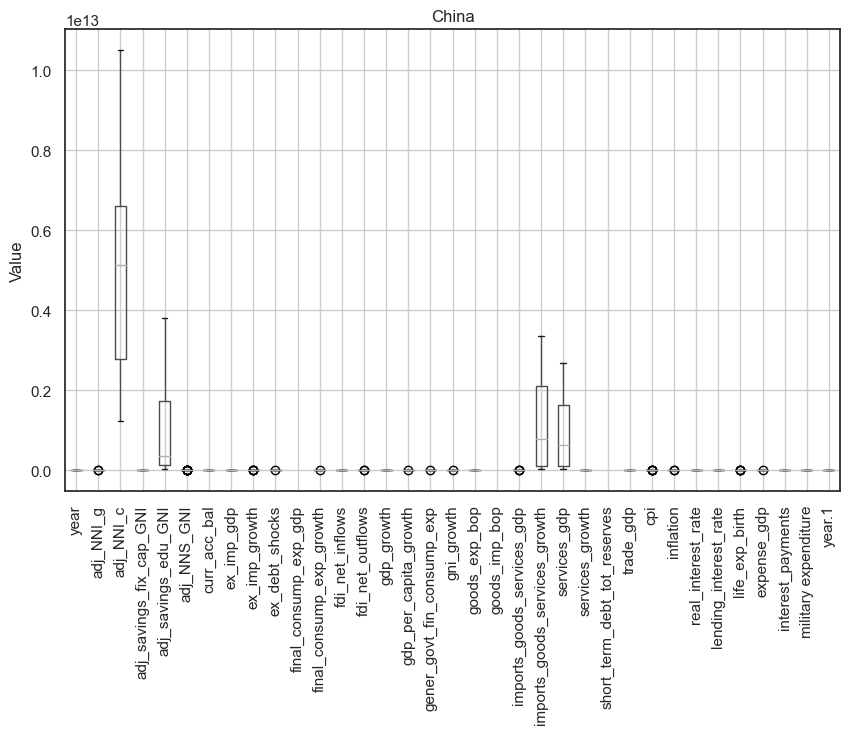 China
1e13
1.0
0.8
0.6
0.4
0.2
0.0
Value
year
adj_NNI_g
adj_NNI_c
adj_savings_fix_cap_GNI
adj_savings_edu_GNI
adj_NNS_GNI
curr_acc_bal
ex_imp_gdp
ex_imp_growth
ex_debt_shocks
final_consump_exp_gdp
final_consump_exp_growth
fdi_net_inflows
fdi_net_outflows
gdp_growth
gdp_per_capita_growth
gener_govt_fin_consump_exp
gni_growth
goods_exp_bop
goods_imp_bop
imports_goods_services_gdp
imports_goods_services_growth
services_gdp
services_growth
short_term_debt_tot_reserves
trade_gdp
cpi
inflation
real_interest_rate
lending_interest_rate
life_exp_birth
expense_gdp
interest_payments
military expenditure
year.1